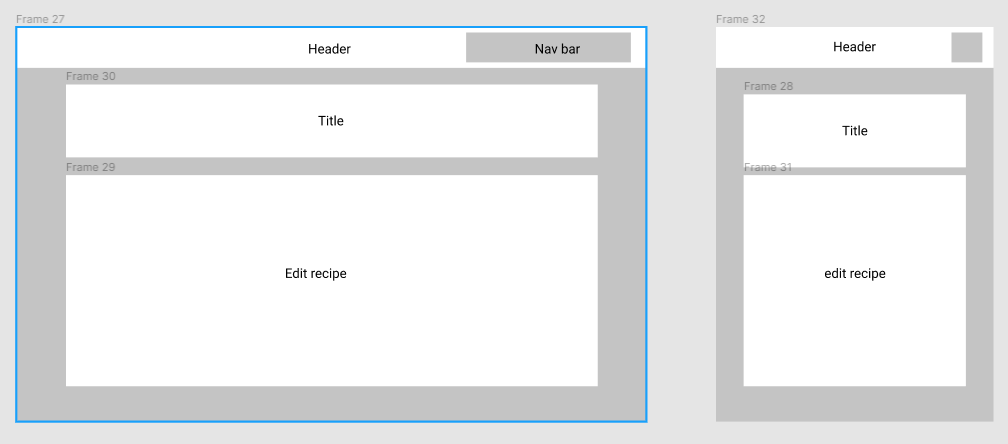 Frame 27
Header
Nav bar
Frame 30
Title
Frame 29
Edit recipe
Frame 32
Header
Frame 28
Title
Frame 31
edit recipe